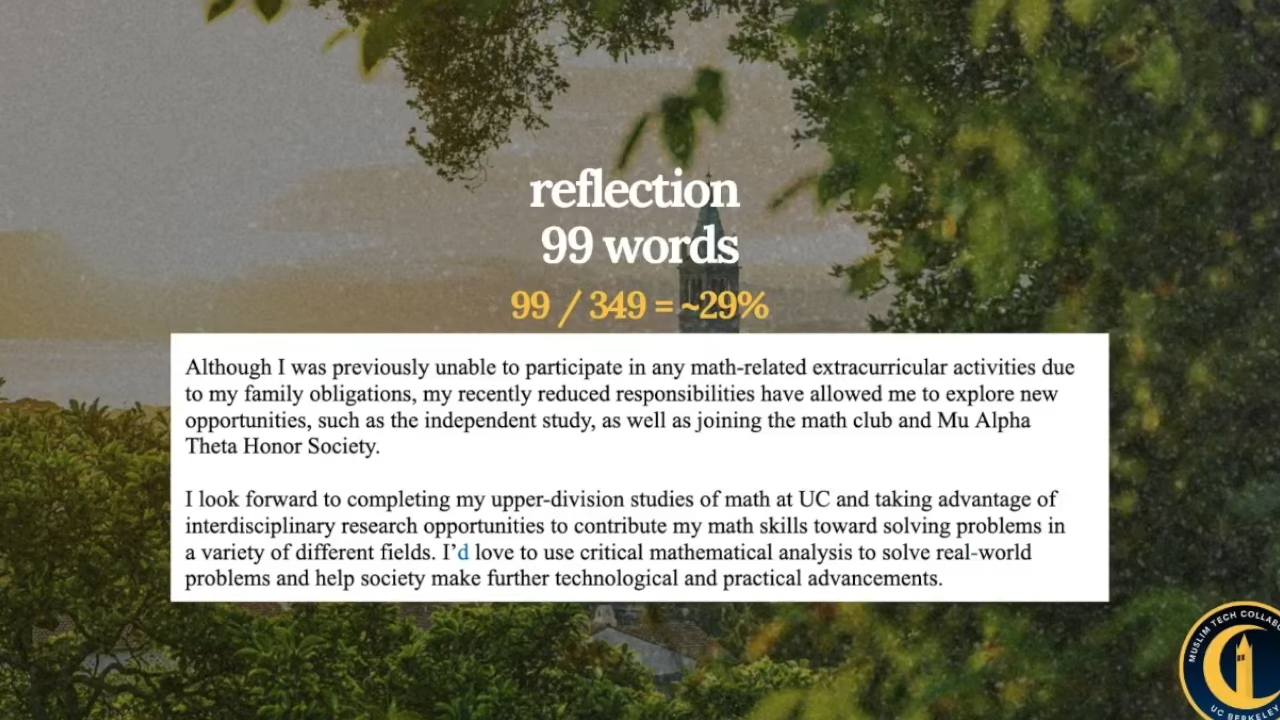 reflection
99 words
99 / 349 = ~29%
Although I was previously unable to participate in any math-related extracurricular activities due
to my family obligations, my recently reduced responsibilities have allowed me to explore new
opportunities, such as the independent study, as well as joining the math club and Mu Alpha
Theta Honor Society.
I look forward to completing my upper-division studies of math at UC and taking advantage of
interdisciplinary research opportunities to contribute my math skills toward solving problems in
a variety of different fields. I’d love to use critical mathematical analysis to solve real-world
problems and help society make further technological and practical advancements.
MUSLIM TECH
UC BERKELEY